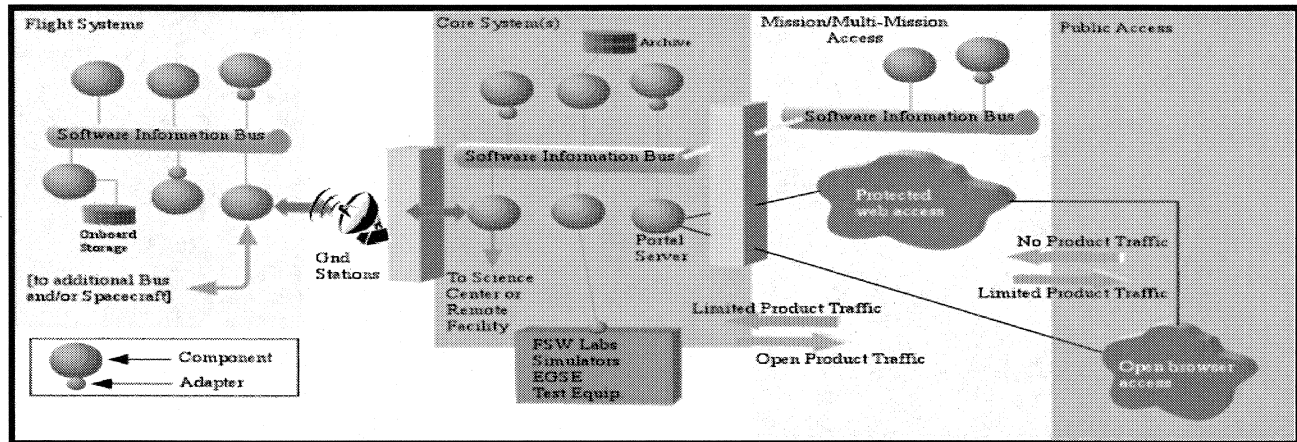 Flight Systems
Software Information Bus
Onboard
Storage
[to additional Bus
and/or Spacecraft]
Component
Adapter
Gnd
Stations
Core System(s)
Archive
Software Information Bus
Portal
Server
To Science
Center or
Remote
Facility
FSW Labs
Simulators
EGSE
Test Equip
Mission/Multi-Mission
Access
Software Information Bus
Protected
web access
Limited Product Traffic
Open Product Traffic
Public Access
No Product Traffic
Limited Product Traffic
Open browser
access